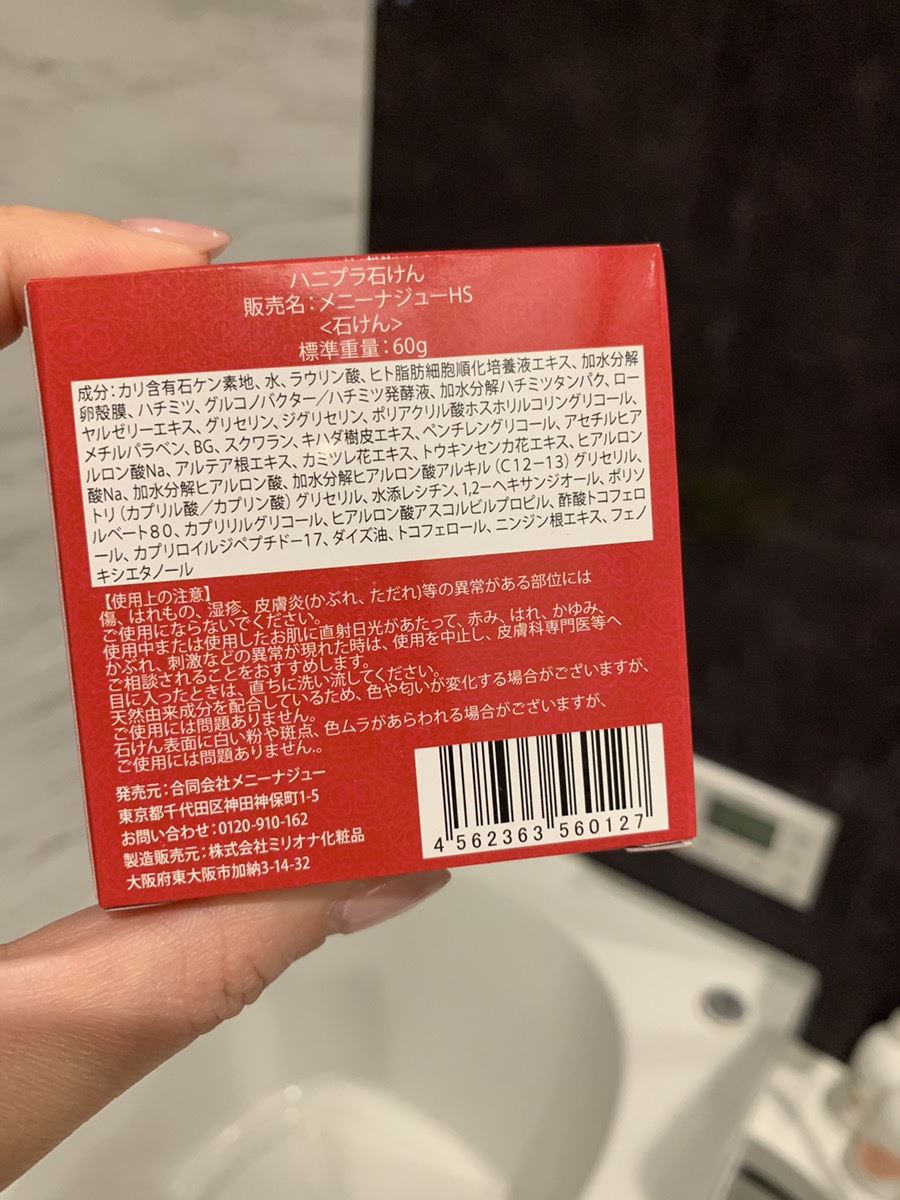 ハニプラ石けん
販売名：メニーナジューHS
<石けん>
標準重量：60g
成分：カリ含有石ケン素地、水、ラウリン酸、ヒト脂肪細胞順化培養液エキス、加水分解
卵殻膜、ハチミツ、グルコノバクター／ハチミツ発酵液、加水分解ハチミツタンパク、ロー
ヤルゼリーエキス、グリセリン、ジグリセリン、ポリアクリル酸ホスホリルコリングリコール、
メチルパラベン、BG、スクワラン、キハダ樹皮エキス、ペンチレングリコール、アセチルヒア
ルロン酸Na、アルテア根エキス、カミツレ花エキス、トウキンセンカ花エキス、ヒアルロン
酸Na、加水分解ヒアルロン酸、加水分解ヒアルロン酸アルキル（C12－13）グリセリル、
トリ（カプリル酸／カプリン酸）グリセリル、水添レシチン、1,2－ヘキサンジオール、ポリソ
ルベート80、カプリリルグリコール、ヒアルロン酸アスコルビルプロピル、酢酸トコフェロ
ール、カプロイルジペプチド－17、ダイズ油、トコフェロール、ニンジン根エキス、フェノ
キシエタノール
【使用上の注意】
傷、はれもの、湿疹、皮膚炎(かぶれ、ただれ)等の異常がある部位には
ご使用にならないでください。
使用中または使用したお肌に直射日光があたって、赤み、はれ、かゆみ、
かぶれ、刺激などの異常が現れた時は、使用を中止し、皮膚科専門医等へ
ご相談されることをおすすめします。
目に入ったときは、直ちに洗い流してください。
天然由来成分を配合しているため、色や匂いが変化する場合がございますが、
ご使用には問題ありません。
石けん表面に白い粉や斑点、色ムラがあらわれる場合がございますが、
ご使用には問題ありません。。
発売元：合同会社メニーナジュー
東京都千代田区神田神保町1-5
お問い合わせ：0120-910-162
製造販売元：株式会社ミリオナ化粧品
大阪府東大阪市加納3-14-32
4 562363 560127